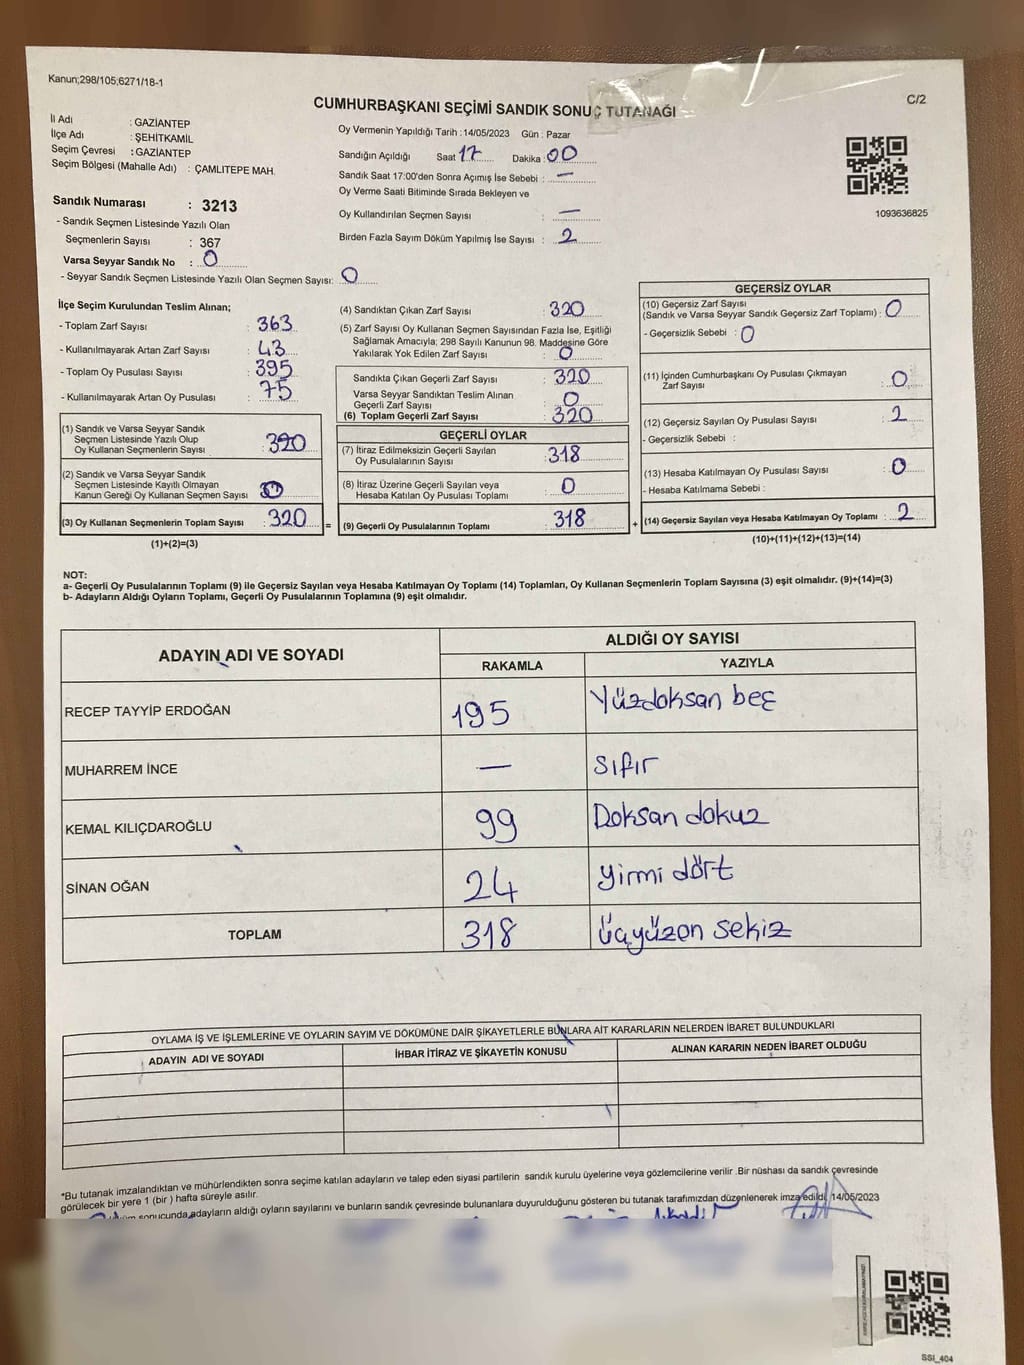 Kanun;298/105;6271/18-1
C/2
CUMHURBAŞKANI SEÇİMİ SANDIK SONUÇ TUTANAĞI
İl Adı : GAZİANTEP
İlçe Adı : ŞEHİTKAMİL
Seçim Çevresi : GAZİANTEP
Seçim Bölgesi (Mahalle Adı) : ÇAMLITEPE MAH.
Sandık Numarası : 3213
- Sandık Seçmen Listesinde Yazılı Olan
Seçmenlerin Sayısı : 367
Varsa Seyyar Sandık No : 0
- Seyyar Sandık Seçmen Listesinde Yazılı Olan Seçmen Sayısı: 0
Oy Vermenin Yapıldığı Tarih :14/05/2023 Gün : Pazar
Sandığın Açıldığı Saat 17 Dakika : 00
Sandık Saat 17:00'den Sonra Açımış İse Sebebi : —
Oy Verme Saati Bitiminde Sırada Bekleyen ve
Oy Kullandırılan Seçmen Sayısı : —
Birden Fazla Sayım Döküm Yapılmış İse Sayısı : 2
1093636825
İlçe Seçim Kurulundan Teslim Alınan;
- Toplam Zarf Sayısı : 363
- Kullanılmayarak Artan Zarf Sayısı : 43
- Toplam Oy Pusulası Sayısı : 395
- Kullanılmayarak Artan Oy Pusulası : 75
(1) Sandık ve Varsa Seyyar Sandık
Seçmen Listesinde Yazılı Olup
Oy Kullanan Seçmenlerin Sayısı : 320
(2) Sandık ve Varsa Seyyar Sandık
Seçmen Listesinde Kayıtlı Olmayan
Kanun Gereği Oy Kullanan Seçmen Sayısı :
(3) Oy Kullanan Seçmenlerin Toplam Sayısı : 320
(1)+(2)=(3)
(4) Sandıktan Çıkan Zarf Sayısı : 320
(5) Zarf Sayısı Oy Kullanan Seçmen Sayısından Fazla İse, Eşitliği
Sağlamak Amacıyla; 298 Sayılı Kanunun 98. Maddesine Göre
Yakılarak Yok Edilen Zarf Sayısı : 0
Sandıkta Çıkan Geçerli Zarf Sayısı : 320
Varsa Seyyar Sandıktan Teslim Alınan
Geçerli Zarf Sayısı : 0
(6) Toplam Geçerli Zarf Sayısı : 320
GEÇERLİ OYLAR
(7) İtiraz Edilmeksizin Geçerli Sayılan
Oy Pusulalarının Sayısı : 318
(8) İtiraz Üzerine Geçerli Sayılan veya
Hesaba Katılan Oy Pusulası Toplamı : 0
= (9) Geçerli Oy Pusulalarının Toplamı : 318
GEÇERSİZ OYLAR
(10) Geçersiz Zarf Sayısı
(Sandık ve Varsa Seyyar Sandık Geçersiz Zarf Toplamı) : 0
- Geçersizlik Sebebi : 0
(11) İçinden Cumhurbaşkanı Oy Pusulası Çıkmayan
Zarf Sayısı : 0
(12) Geçersiz Sayılan Oy Pusulası Sayısı : 2
- Geçersizlik Sebebi :
(13) Hesaba Katılmayan Oy Pusulası Sayısı : 0
- Hesaba Katılmama Sebebi :
+ (14) Geçersiz Sayılan veya Hesaba Katılmayan Oy Toplamı : 2
(10)+(11)+(12)+(13)=(14)
NOT:
a- Geçerli Oy Pusulalarının Toplamı (9) ile Geçersiz Sayılan veya Hesaba Katılmayan Oy Toplamı (14) Toplamları, Oy Kullanan Seçmenlerin Toplam Sayısına (3) eşit olmalıdır. (9)+(14)=(3)
b- Adayların Aldığı Oyların Toplamı, Geçerli Oy Pusulalarının Toplamına (9) eşit olmalıdır.
ADAYIN ADI VE SOYADI
ALDIĞI OY SAYISI
RAKAMLA YAZIYLA
RECEP TAYYİP ERDOĞAN 195 Yüzdoksan beş
MUHARREM İNCE — sıfır
KEMAL KILIÇDAROĞLU 99 Doksan dokuz
SİNAN OĞAN 24 yirmi dört
TOPLAM 318 üçyüzon sekiz
OYLAMA İŞ VE İŞLEMLERİNE VE OYLARIN SAYIM VE DÖKÜMÜNE DAİR ŞİKAYETLERLE BUNLARA AİT KARARLARIN NELERDEN İBARET BULUNDUKLARI
ADAYIN ADI VE SOYADI İHBAR İTİRAZ VE ŞİKAYETİN KONUSU ALINAN KARARIN NEDEN İBARET OLDUĞU
*Bu tutanak imzalandıktan ve mühürlendikten sonra seçime katılan adayların ve talep eden siyasi partilerin sandık kurulu üyelerine veya gözlemcilerine verilir .Bir nüshası da sandık çevresinde
görülecek bir yere 1 (bir ) hafta süreyle asılır.
sonucunda adayların aldığı oyların sayılarını ve bunların sandık çevresinde bulunanlara duyurulduğunu gösteren bu tutanak tarafımızdan düzenlenerek imza edildi. 14/05/2023
SSI_404